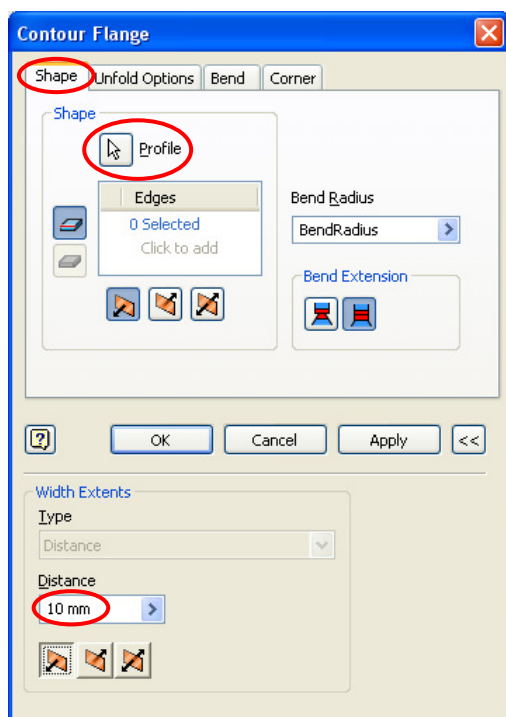 Contour Flange
Shape Unfold Options Bend Corner
Shape
Profile
Edges
0 Selected
Click to add
Bend Radius
BendRadius
Bend Extension
OK Cancel Apply <<
Width Extents
Type
Distance
Distance
10 mm